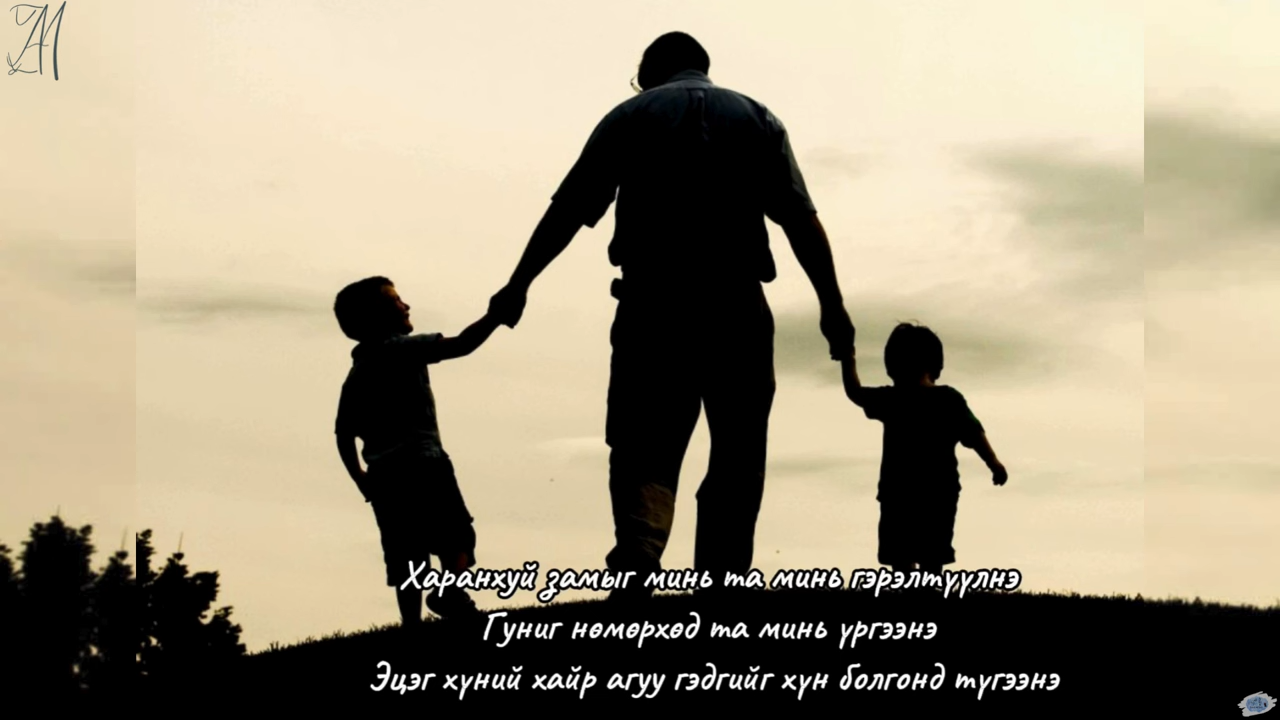 Харанхуй замыг минь та минь гэрэлтүүлнэ
Гуниг нөмөрхөд та минь үргээнэ
Эцэг хүний хайр агуу гэдгийг хүн болгонд түгээнэ